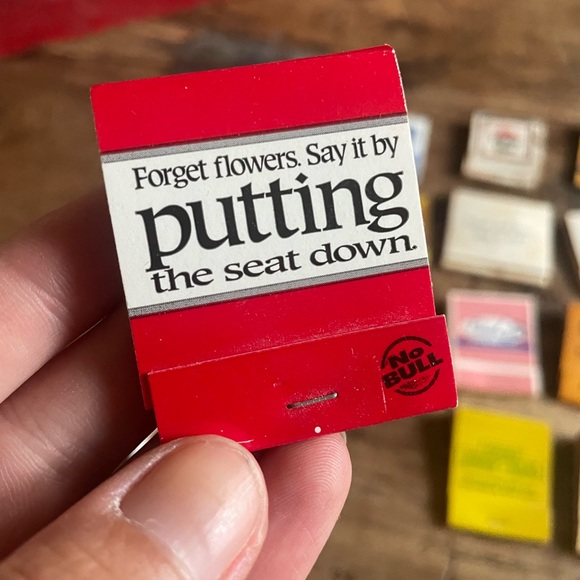 Forget flowers. Say it by
putting
the seat down.
No
BULL